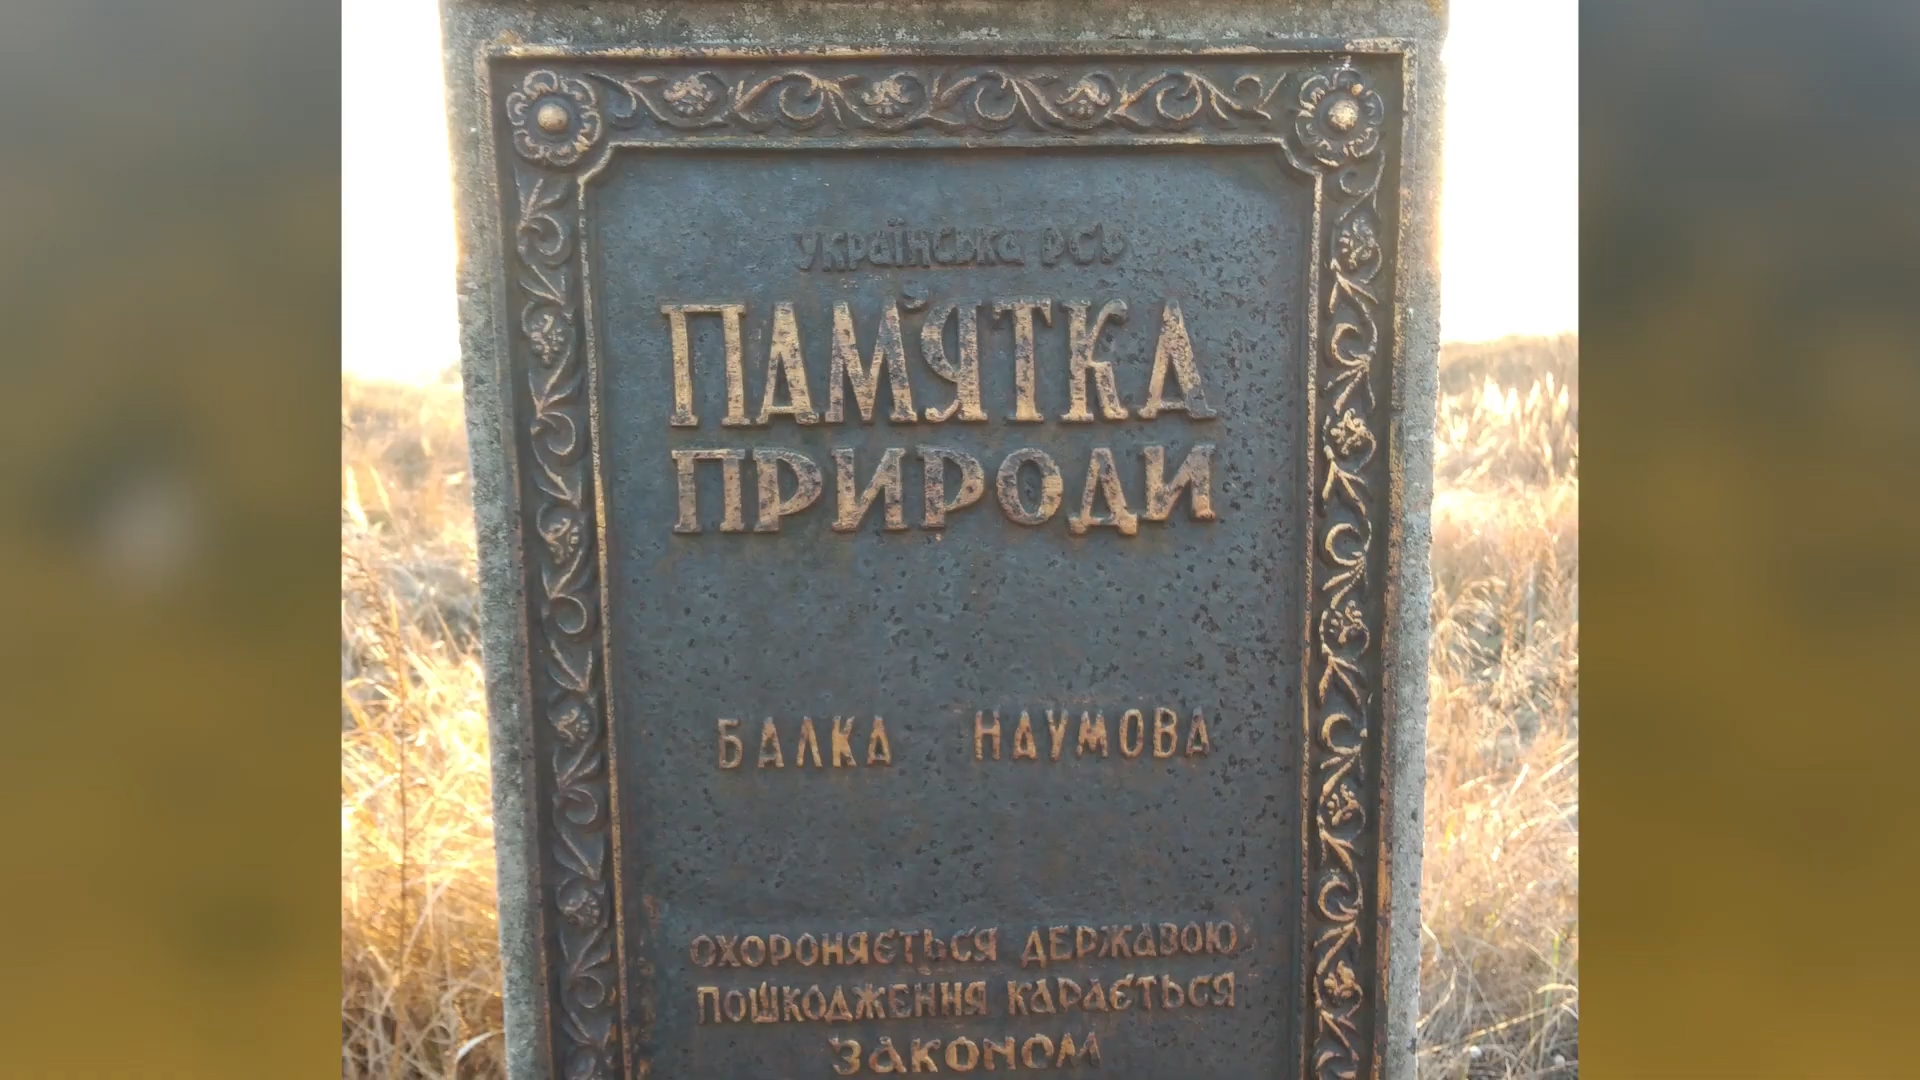 УКРАЇНСЬКА РСР
ПАМ'ЯТКА
ПРИРОДИ
БАЛКА НАУМОВА
ОХОРОНЯЄТЬСЯ ДЕРЖАВОЮ,
ПОШКОДЖЕННЯ КАРАЄТЬСЯ
ЗАКОНОМ